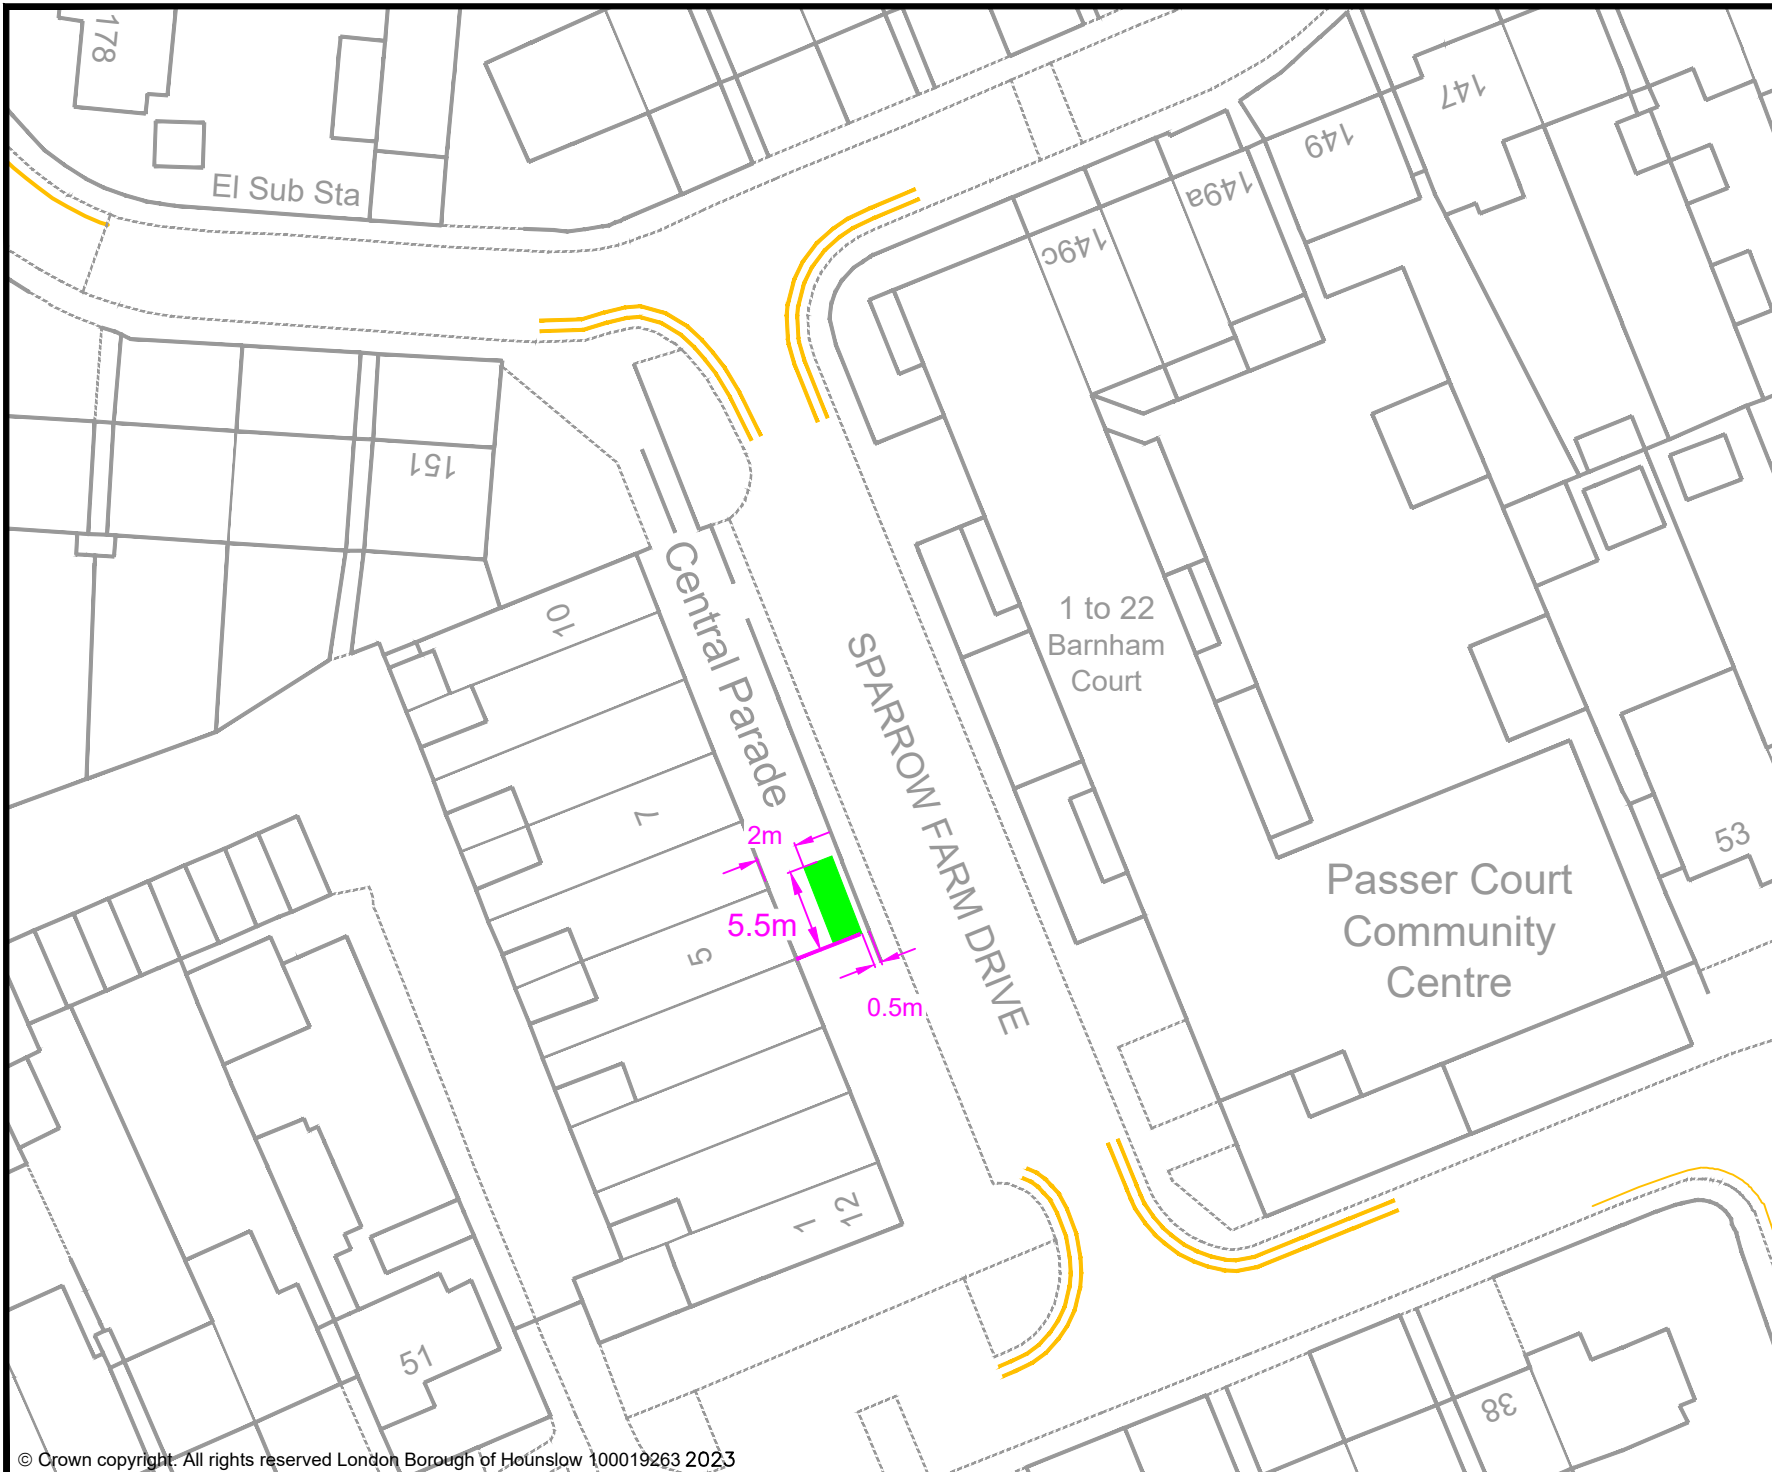 178
El Sub Sta
147
149
149a
149c
151
10
Central Parade
1 to 22
Barnham
Court
SPARROW FARM DRIVE
7
2m
5.5m
5
0.5m
53
Passer Court
Community
Centre
1
12
51
38
© Crown copyright. All rights reserved London Borough of Hounslow 100019263 2023